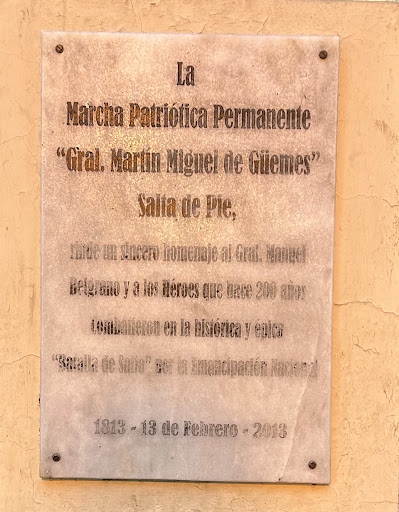 La
Marcha Patriótica Permanente
“Gral. Martín Miguel de Güemes”
Salta de Pie,
rinde un sincero homenaje al Gral. Manuel
Belgrano y a los Héroes que hace 200 años
combatieron en la histórica y épica
“Batalla de Salta” por la Emancipación Nacional
1813 - 13 de Febrero - 2013